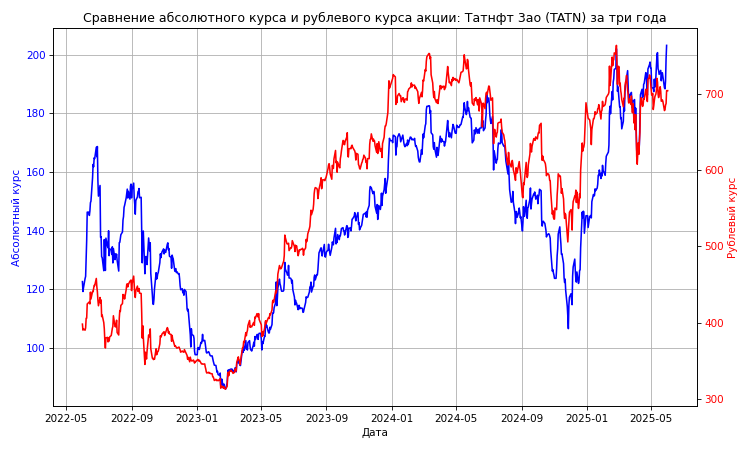 Сравнение абсолютного курса и рублевого курса акции: Татнфт 3ао (TATN) за три года
Абсолютный курс
200
180
160
140
120
100
700
600
500
400
300
Рублевый курс
2022-05 2022-09 2023-01 2023-05 2023-09 2024-01 2024-05 2024-09 2025-01 2025-05
Дата